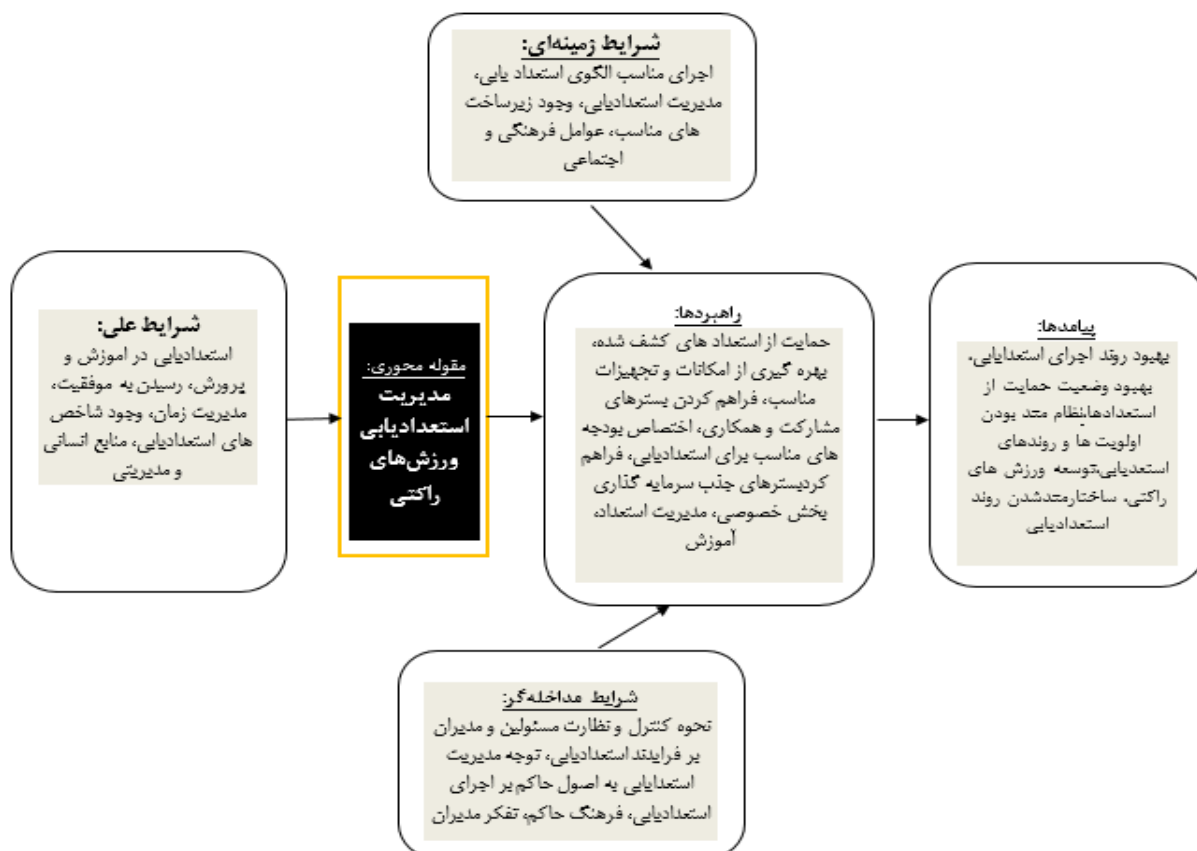 شرایط زمینه‌ای:
اجرای مناسب الگوی استعداد یابی،
مدیریت استعدادیابی، وجود زیرساخت
های مناسب، عوامل فرهنگی و
اجتماعی
شرایط علی:
استعدادیابی در اموزش و
پرورش، رسیدن به موفقیت،
مدیریت زمان، وجود شاخص
های استعدادیابی، منابع انسانی
و مدیریتی
مقوله محوری:
مدیریت
استعدادیابی
ورزش‌های
راکتی
راهبردها:
حمایت از استعداد های کشف شده،
بهره گیری از امکانات و تجهیزات
مناسب، فراهم کردن بسترهای
مشارکت و همکاری، اختصاص بودجه
های مناسب برای استعدادیابی، فراهم
کردبسترهای جذب سرمایه گذاری
بخش خصوصی، مدیریت استعداد،
آموزش
پیامدها:
بهبود روند اجرای استعدایابی،
بهبود وضعیت حمایت از
استعدادها،نظام مند بودن
اولویت ها و روندهای
استعدیابی،توسعه ورزش های
راکتی، ساختارمندشدن روند
استعدادیابی
شرایط مداخله‌گر:
نحوه کنترل و نظارت مسئولین و مدیران
بر فرایدند استعدادیابی، توجه مدیریت
استعدایابی به اصول حاکم بر اجرای
استعدادیابی، فرهنگ حاکم، تفکر مدیران